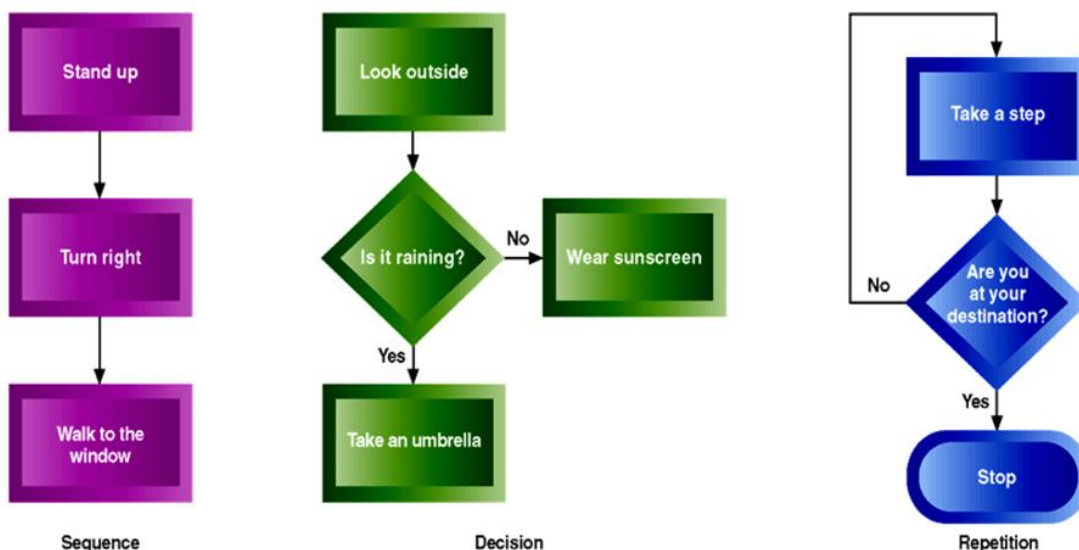 Stand up
Turn right
Walk to the
window
Sequence
Look outside
Is it raining?
No
Wear sunscreen
Yes
Take an umbrella
Decision
Take a step
Are you
at your
destination?
No
Yes
Stop
Repetition